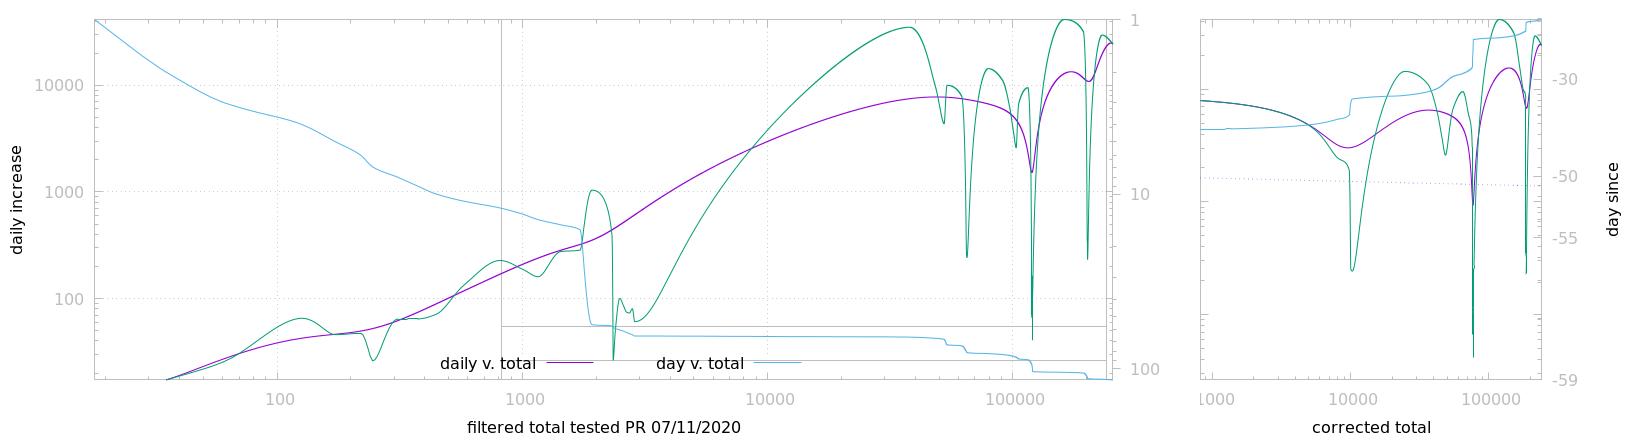 1
10000
1000
100
10
100
daily increase
daily v. total
day v. total
100
1000
10000
100000
filtered total tested PR 07/11/2020
-30
-50
-55
-59
day since
1000
10000
100000
corrected total